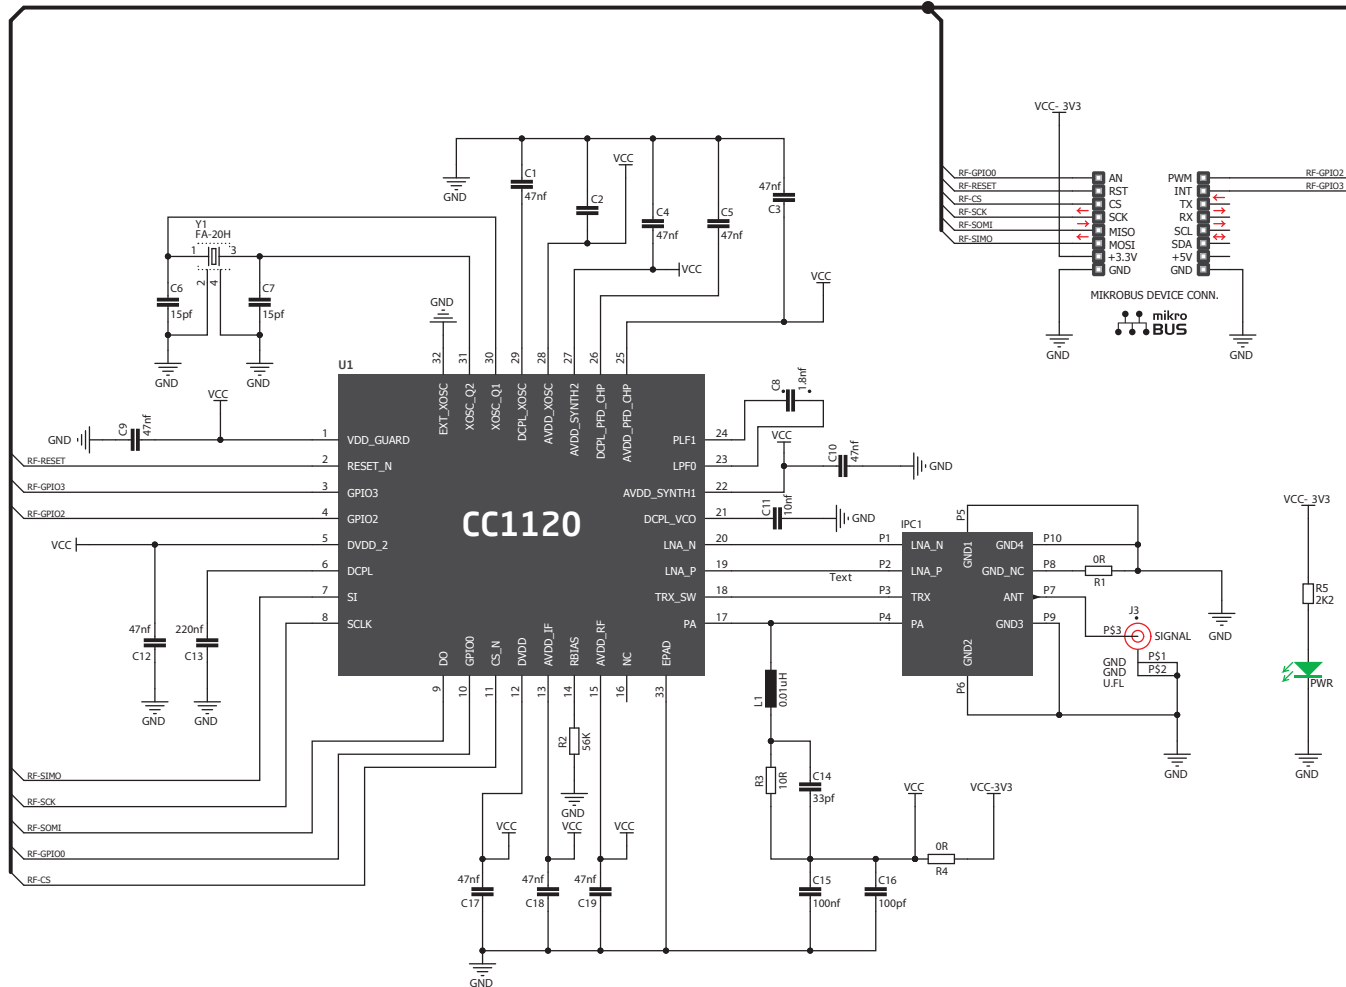 VCC- 3V3
RF-GPIO0
RF-RESET
RF-CS
RF-SCK
RF-SOMI
RF-SIMO
AN
RST
CS
SCK
MISO
MOSI
+3.3V
GND
PWM
INT
TX
RX
SCL
SDA
+5V
GND
RF-GPIO2
RF-GPIO3
MIKROBUS DEVICE CONN.
mikro
BUS
GND
GND
GND
C1
47nf
C2
VCC
C4
47nf
C5
47nf
47nf
C3
VCC
VCC
Y1
FA-20H
1
3
2
4
C6
15pf
C7
15pf
GND
GND
GND
32
31
30
29
28
27
26
25
U1
EXT_XOSC
XOSC_Q2
XOSC_Q1
DCPL_XOSC
AVDD_XOSC
AVDD_SYNTH2
DCPL_PFD_CHP
AVDD_PFD_CHP
VCC
GND
C9
47nf
1
VDD_GUARD
RF-RESET
2
RESET_N
RF-GPIO3
3
GPIO3
RF-GPIO2
4
GPIO2
VCC
5
DVDD_2
6
DCPL
7
SI
8
SCLK
CC1120
PLF1
24
LPF0
23
AVDD_SYNTH1
22
DCPL_VCO
21
LNA_N
20
LNA_P
19
TRX_SW
18
PA
17
C8
1.8nf
VCC
C10
47nf
GND
C11
10nf
GND
47nf
C12
220nf
C13
GND
GND
DO
GPIO0
CS_N
DVDD
AVDD_IF
RBIAS
AVDD_RF
NC
EPAD
9
10
11
12
13
14
15
16
33
IPC1
P1
LNA_N
P2
LNA_P
Text
P3
TRX
P4
PA
P5
GND1
GND4
P10
GND_NC
P8
ANT
P7
GND3
P9
GND2
P6
0R
R1
GND
J3
P$3
SIGNAL
GND
P$1
GND
P$2
U.FL
GND
VCC- 3V3
R5
2K2
PWR
GND
L1
0.01uH
R3
10R
C14
33pf
VCC
VCC-3V3
0R
R4
C15
100nf
C16
100pf
R2
56K
GND
VCC
VCC
VCC
47nf
C17
47nf
C18
47nf
C19
GND
RF-SIMO
RF-SCK
RF-SOMI
RF-GPIO0
RF-CS